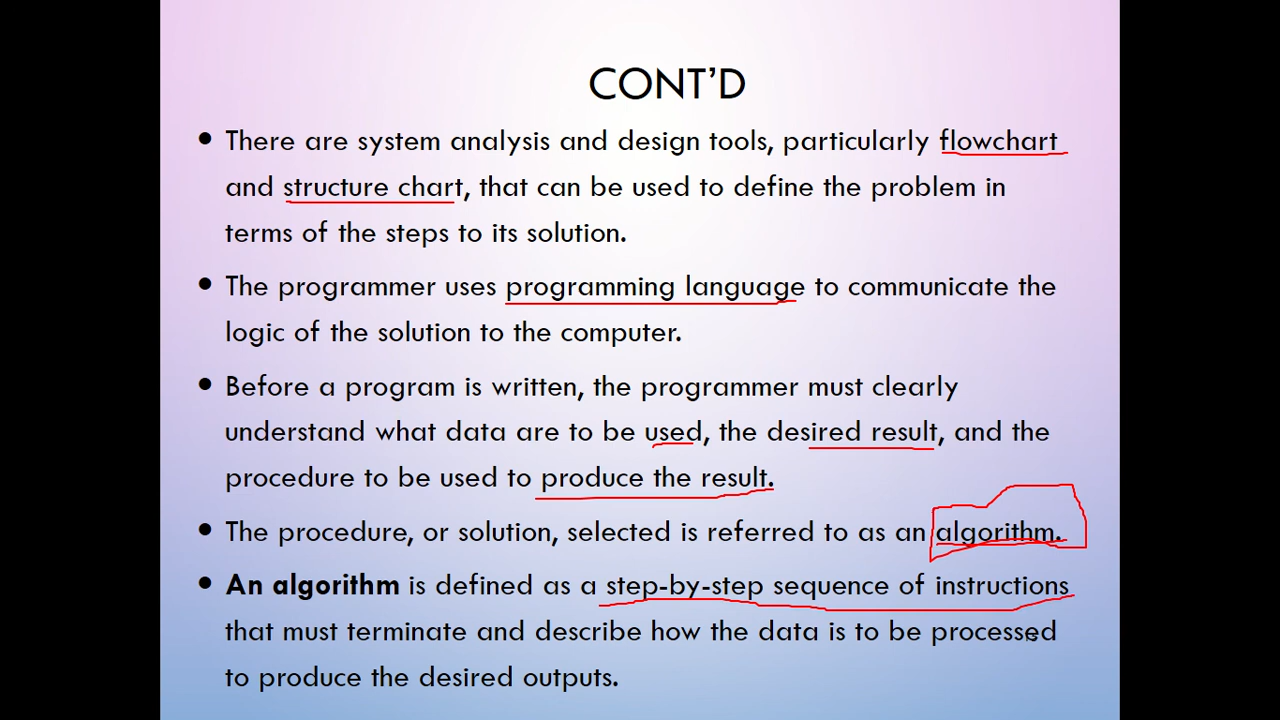 CONT'D
• There are system analysis and design tools, particularly flowchart
and structure chart, that can be used to define the problem in
terms of the steps to its solution.
• The programmer uses programming language to communicate the
logic of the solution to the computer.
• Before a program is written, the programmer must clearly
understand what data are to be used, the desired result, and the
procedure to be used to produce the result.
• The procedure, or solution, selected is referred to as an algorithm.
• An algorithm is defined as a step-by-step sequence of instructions
that must terminate and describe how the data is to be processed
to produce the desired outputs.